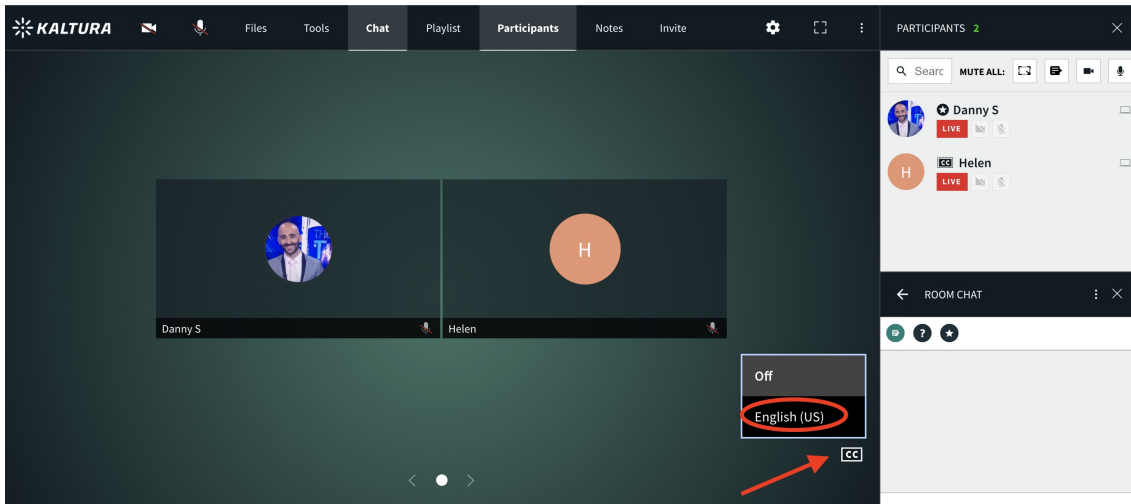 KALTURA
Files
Tools
Chat
Playlist
Participants
Notes
Invite
PARTICIPANTS 2
Searc
MUTE ALL:
Danny S
LIVE
CC Helen
H
LIVE
H
Danny S
Helen
ROOM CHAT
?
Off
English (US)
CC